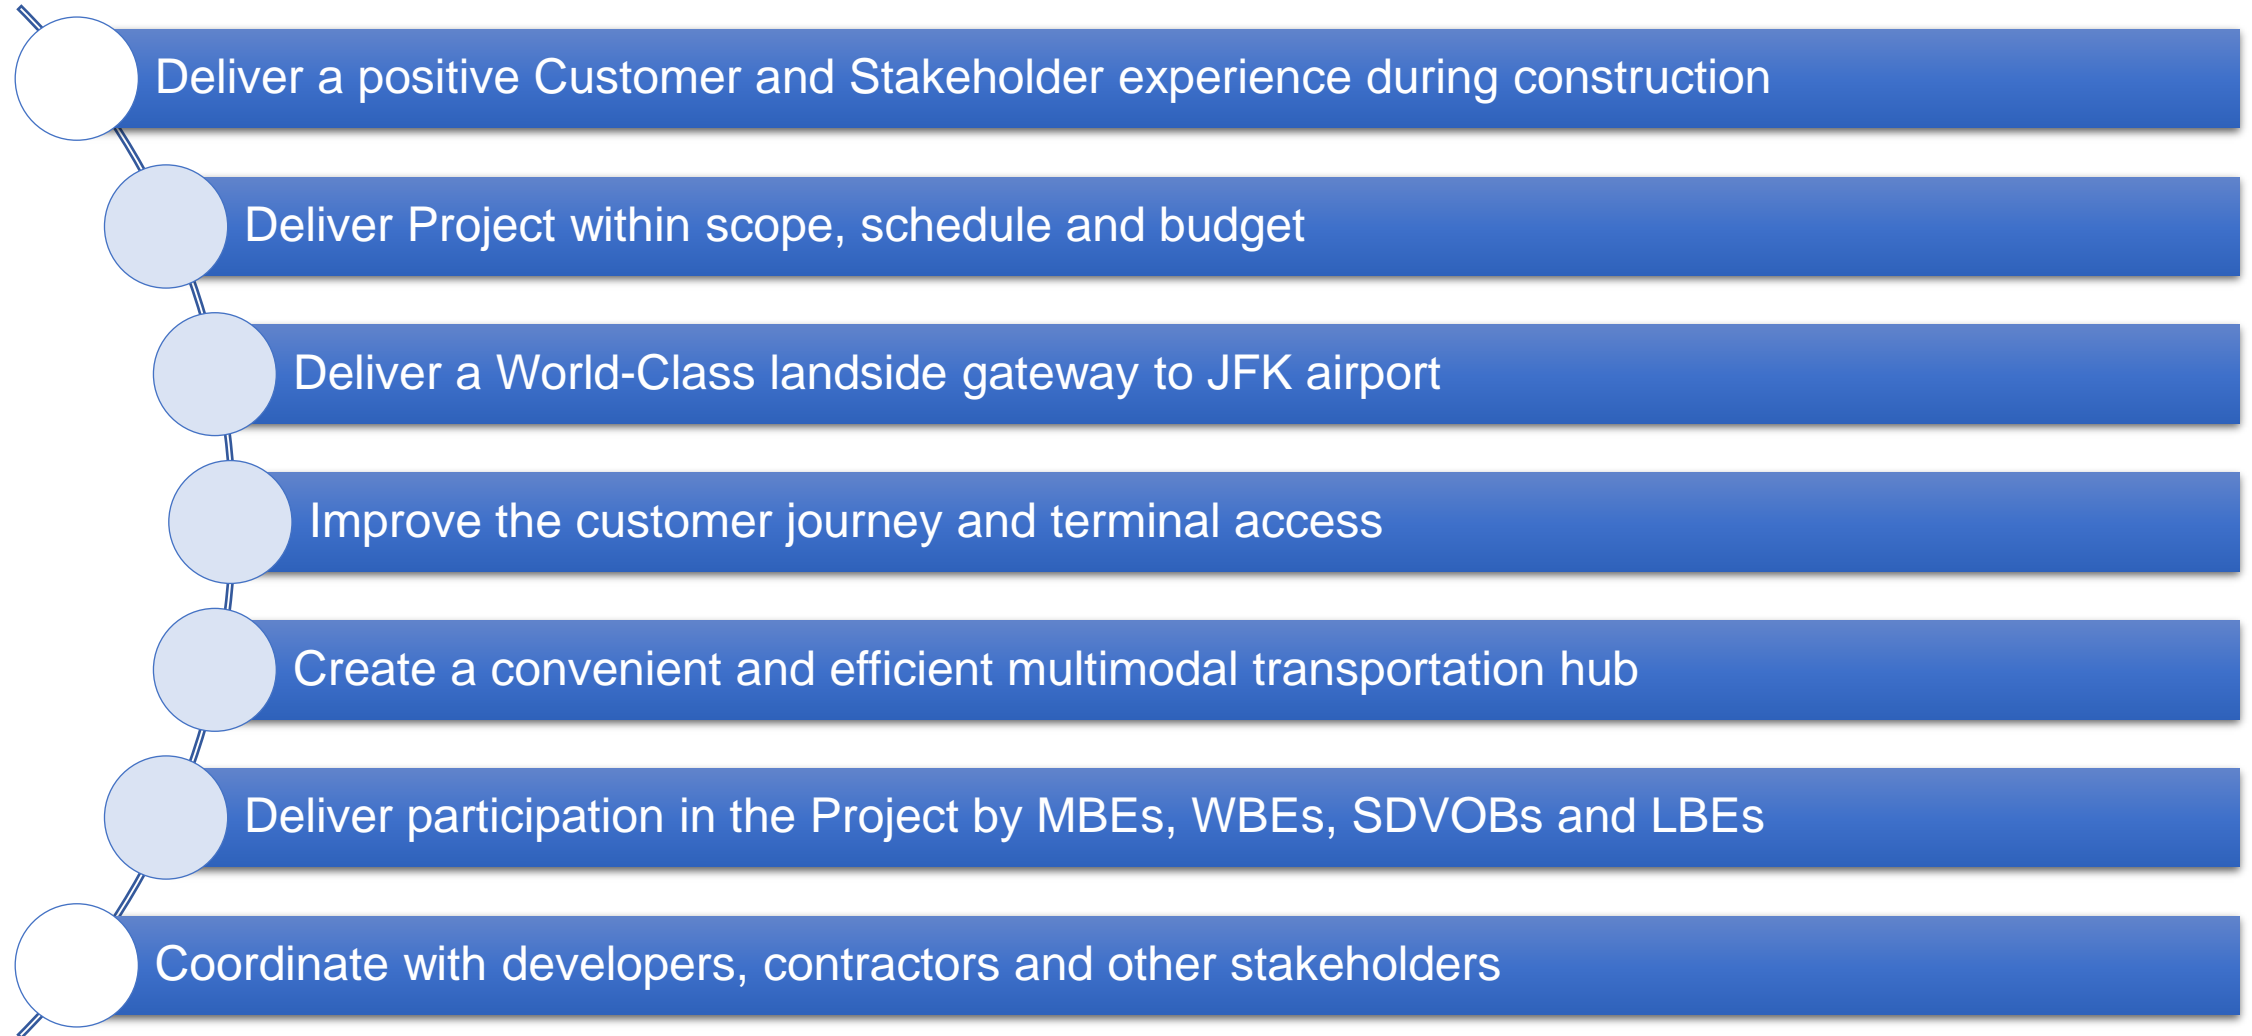 Deliver a positive Customer and Stakeholder experience during construction
Deliver Project within scope, schedule and budget
Deliver a World-Class landside gateway to JFK airport
Improve the customer journey and terminal access
Create a convenient and efficient multimodal transportation hub
Deliver participation in the Project by MBEs, WBEs, SDVOBs and LBEs
Coordinate with developers, contractors and other stakeholders